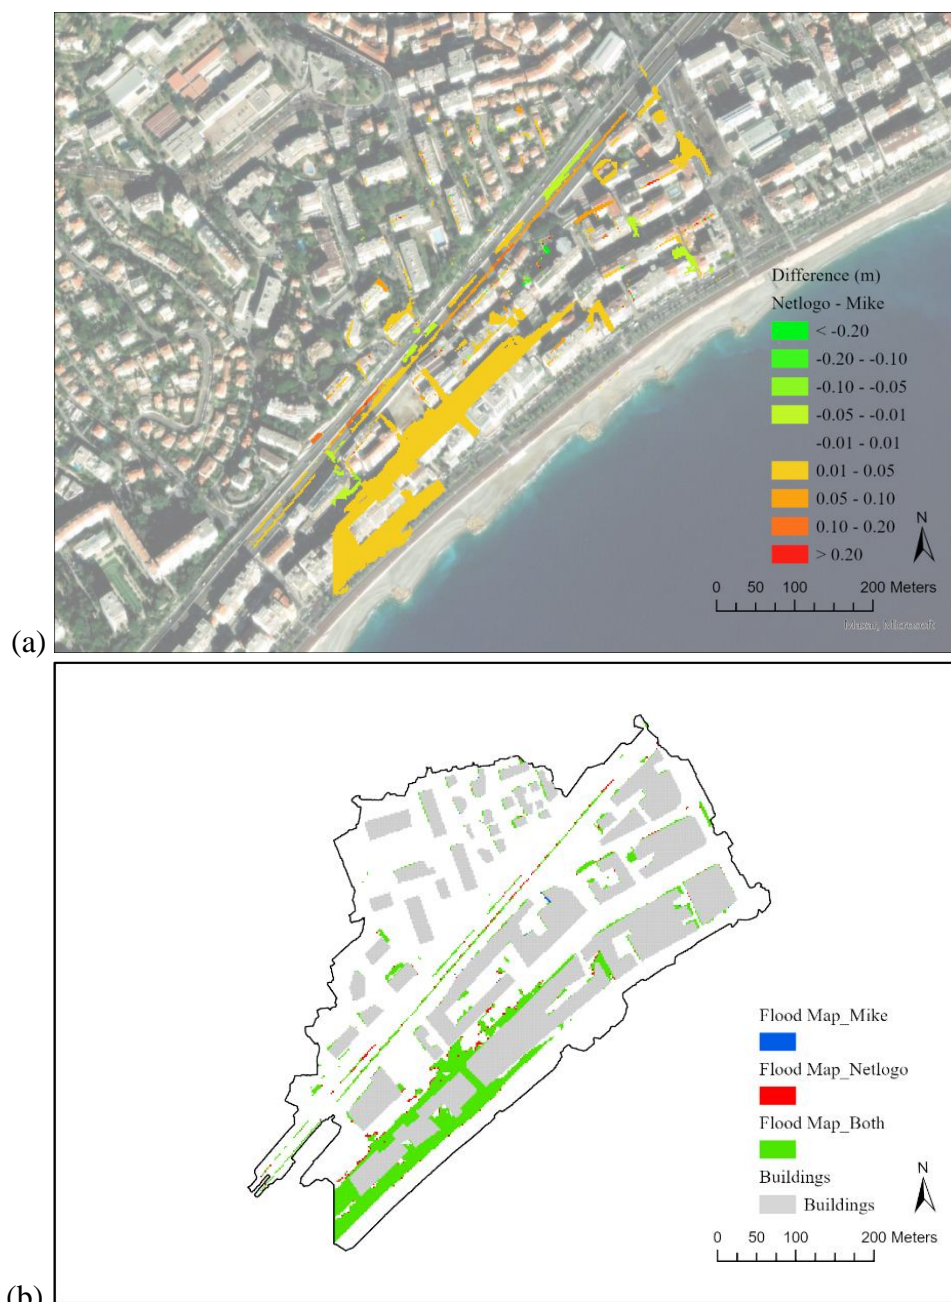 Difference (m)
Netlogo - Mike
< -0.20
-0.20 - -0.10
-0.10 - -0.05
-0.05 - -0.01
-0.01 - 0.01
0.01 - 0.05
0.05 - 0.10
0.10 - 0.20
> 0.20
N
0 50 100 200 Meters
Maxar, Microsoft
(a)
Flood Map_Mike
Flood Map_Netlogo
Flood Map_Both
Buildings
Buildings
N
0 50 100 200 Meters
(b)